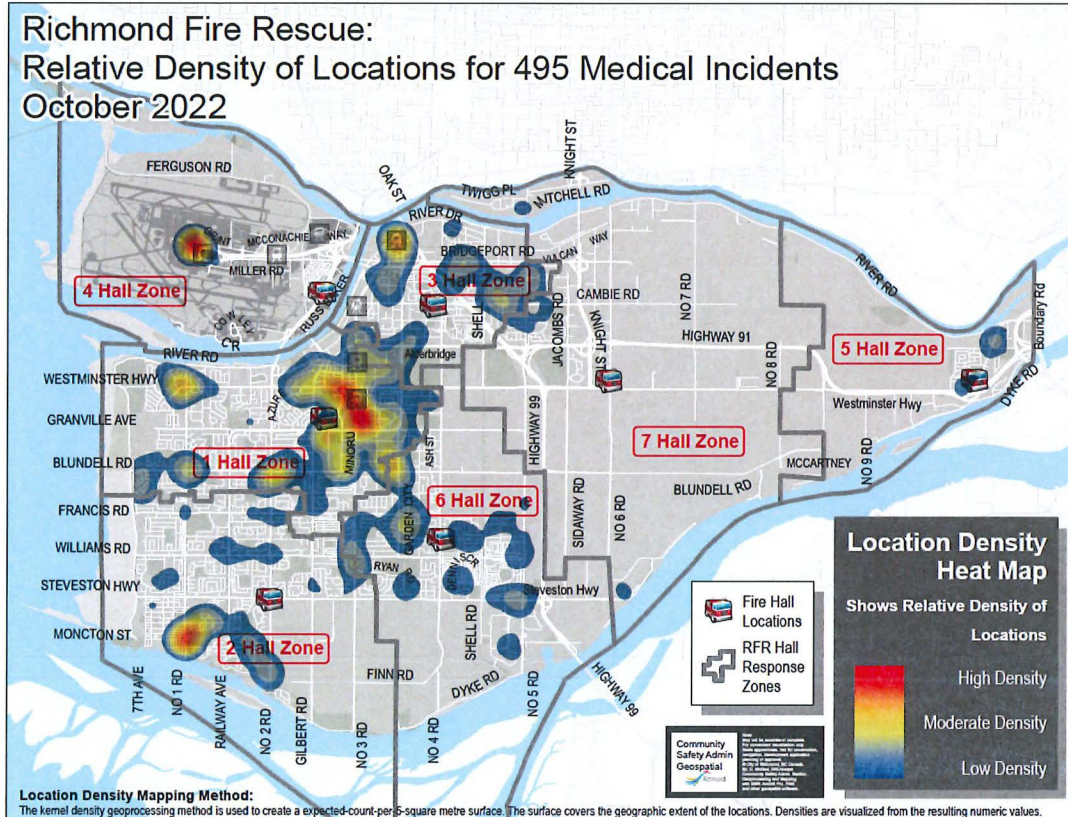 Richmond Fire Rescue:
Relative Density of Locations for 495 Medical Incidents
October 2022
FERGUSON RD
OAK ST
TWIGG PL
KNIGHT ST
MITCHELL RD
RIVER DR
GRNT
MCCONACHIE WAY
BRIDGEPORT RD
VULCAN WAY
MILLER RD
4 Hall Zone
3 Hall Zone
RIVER RD
CAMBIE RD
NO 7 RD
RUSS BAKER
COWLEY CR
SHELL
JACOBS RD
KNIGHT ST
HIGHWAY 91
Boundary Rd
RIVER RD
Alderbridge
5 Hall Zone
WESTMINSTER HWY
NO 8 RD
DYKE RD
AZUR
Westminster Hwy
GRANVILLE AVE
HIGHWAY 99
7 Hall Zone
BLUNDELL RD
1 Hall Zone
MINORU
ASH ST
MCCARTNEY
NO 9 RD
6 Hall Zone
BLUNDELL RD
FRANCIS RD
GARDEN
SIDAWAY RD
NO 6 RD
WILLIAMS RD
RYAN RD
DENNIS CR
STEVESTON HWY
Steveston Hwy
MONCTON ST
2 Hall Zone
SHELL RD
FINN RD
DYKE RD
7TH AVE
NO 1 RD
RAILWAY AVE
NO 2 RD
GILBERT RD
NO 3 RD
NO 4 RD
NO 5 RD
HIGHWAY 99
Fire Hall
Locations
RFR Hall
Response
Zones
Location Density
Heat Map
Shows Relative Density of
Locations
High Density
Moderate Density
Low Density
Community
Safety Admin
Geospatial
Richmond
Location Density Mapping Method:
The kernel density geoprocessing method is used to create a expected-count-per-5-square metre surface. The surface covers the geographic extent of the locations. Densities are visualized from the resulting numeric values.